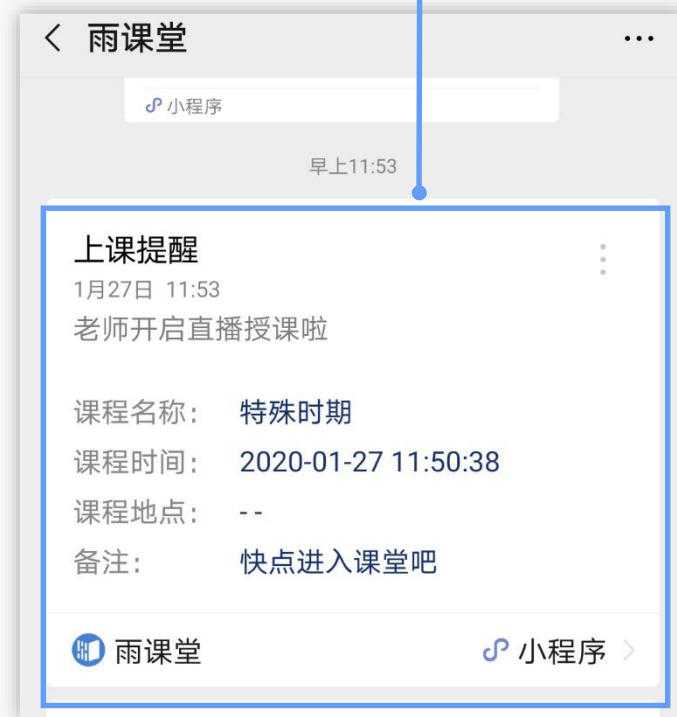 雨课堂
小程序
早上11:53
上课提醒
1月27日 11:53
老师开启直播授课啦
课程名称： 特殊时期
课程时间： 2020-01-27 11:50:38
课程地点： - -
备注： 快点进入课堂吧
雨课堂 小程序